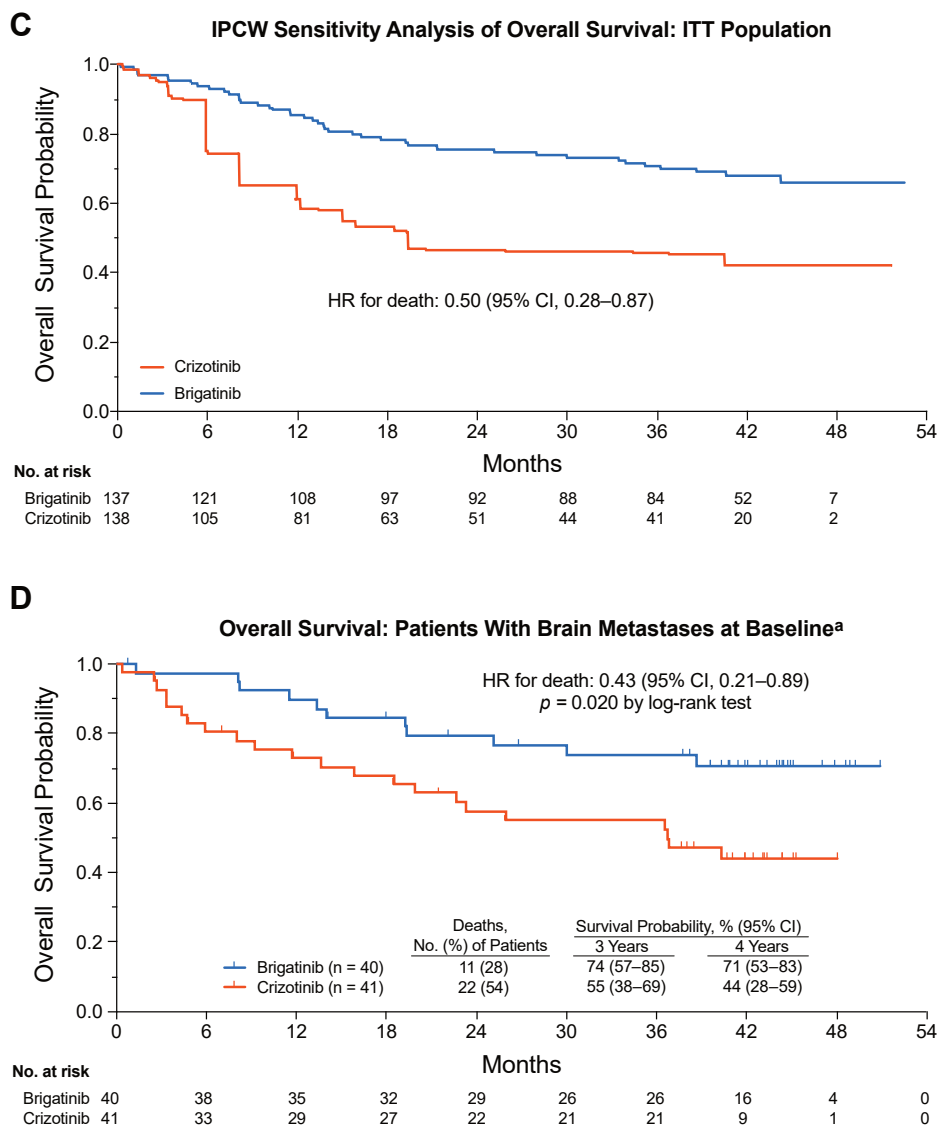 C
IPCW Sensitivity Analysis of Overall Survival: ITT Population
1.0
0.8
0.6
0.4
0.2
0.0
Overall Survival Probability
HR for death: 0.50 (95% CI, 0.28–0.87)
Crizotinib
Brigatinib
0 6 12 18 24 30 36 42 48 54
Months
No. at risk
Brigatinib 137 121 108 97 92 88 84 52 7
Crizotinib 138 105 81 63 51 44 41 20 2
D
Overall Survival: Patients With Brain Metastases at Baselineª
1.0
0.8
0.6
0.4
0.2
0.0
Overall Survival Probability
HR for death: 0.43 (95% CI, 0.21–0.89)
p = 0.020 by log-rank test
Deaths, Survival Probability, % (95% CI)
No. (%) of Patients 3 Years 4 Years
Brigatinib (n = 40) 11 (28) 74 (57–85) 71 (53–83)
Crizotinib (n = 41) 22 (54) 55 (38–69) 44 (28–59)
0 6 12 18 24 30 36 42 48 54
Months
No. at risk
Brigatinib 40 38 35 32 29 26 26 16 4 0
Crizotinib 41 33 29 27 22 21 21 9 1 0